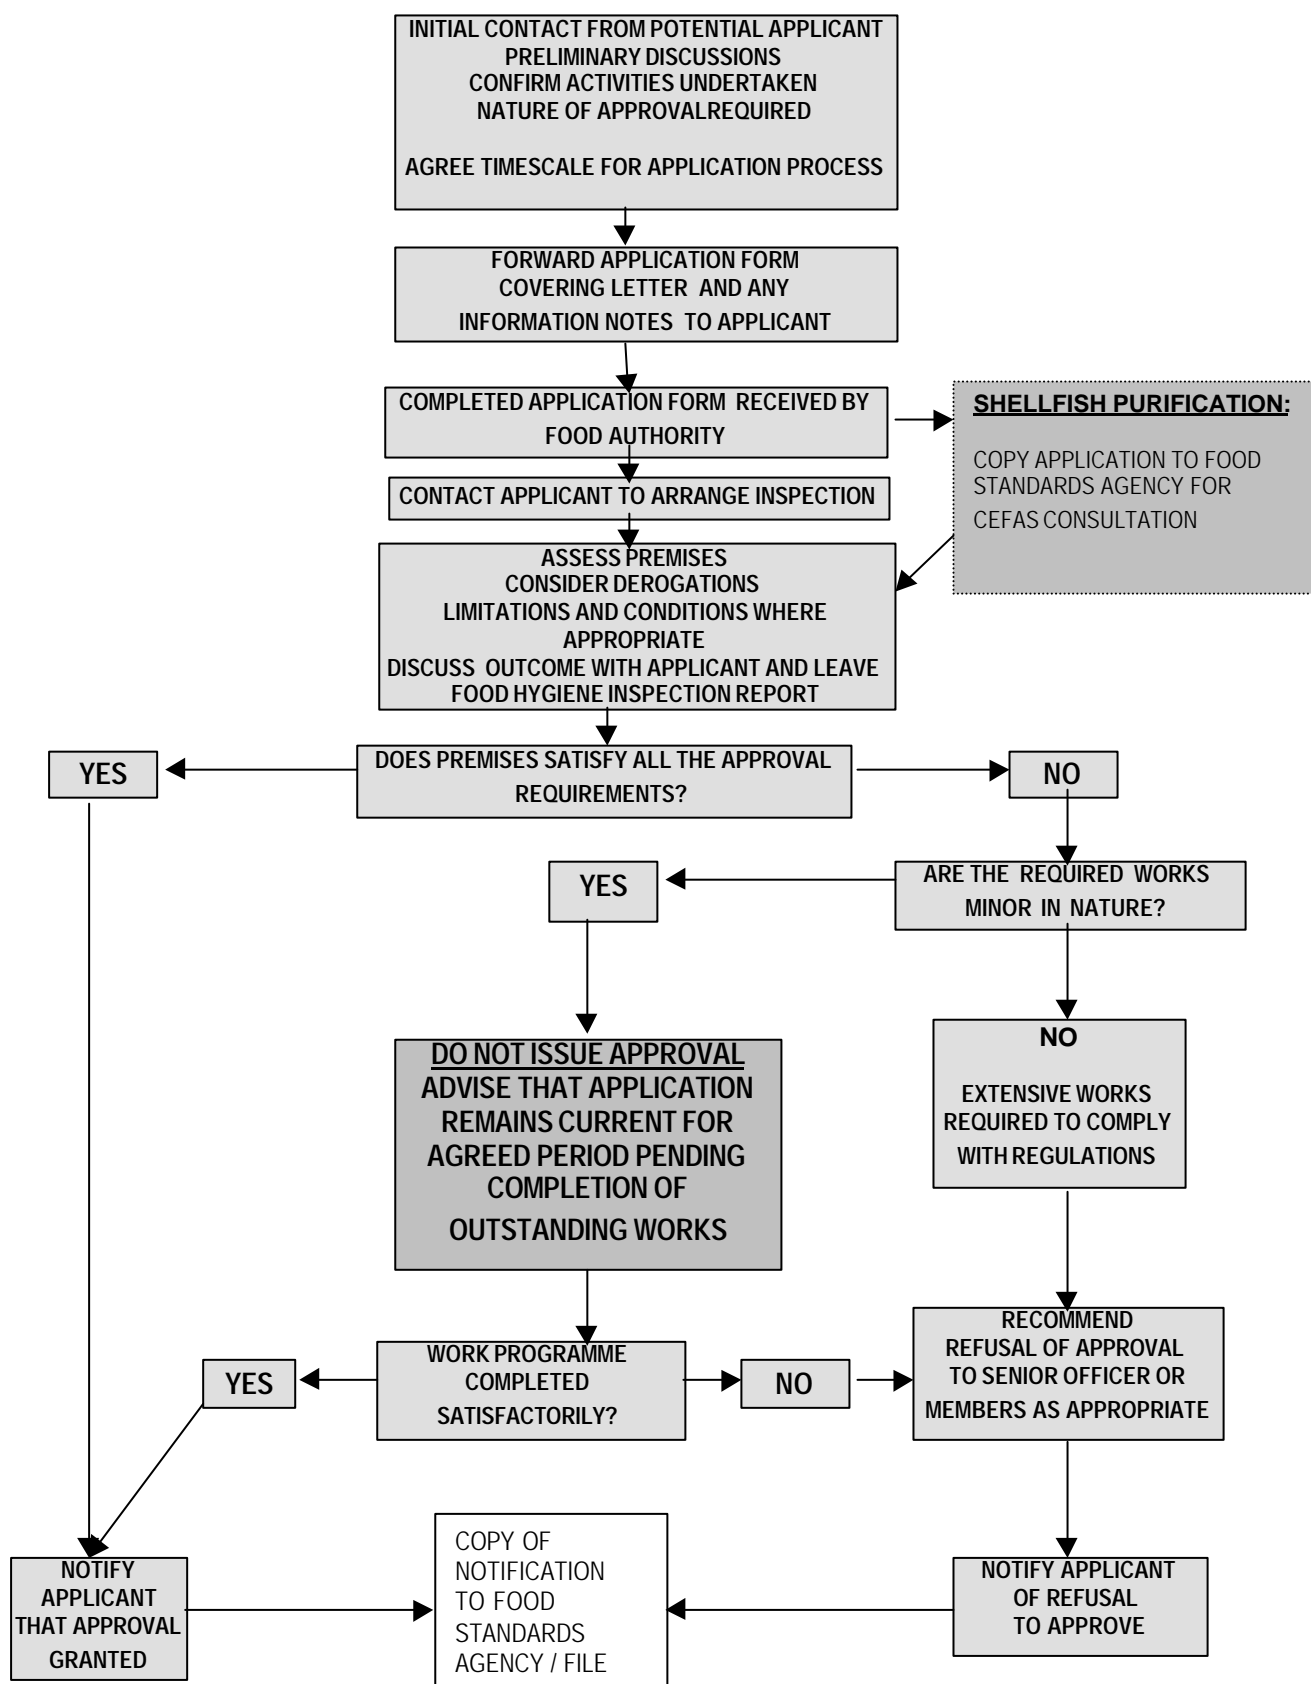 INITIAL CONTACT FROM POTENTIAL APPLICANT
PRELIMINARY DISCUSSIONS
CONFIRM ACTIVITIES UNDERTAKEN
NATURE OF APPROVALREQUIRED
AGREE TIMESCALE FOR APPLICATION PROCESS
FORWARD APPLICATION FORM
COVERING LETTER AND ANY
INFORMATION NOTES TO APPLICANT
COMPLETED APPLICATION FORM RECEIVED BY
FOOD AUTHORITY
SHELLFISH PURIFICATION:
COPY APPLICATION TO FOOD
STANDARDS AGENCY FOR
CEFAS CONSULTATION
CONTACT APPLICANT TO ARRANGE INSPECTION
ASSESS PREMISES
CONSIDER DEROGATIONS
LIMITATIONS AND CONDITIONS WHERE
APPROPRIATE
DISCUSS OUTCOME WITH APPLICANT AND LEAVE
FOOD HYGIENE INSPECTION REPORT
YES
DOES PREMISES SATISFY ALL THE APPROVAL
REQUIREMENTS?
NO
YES
ARE THE REQUIRED WORKS
MINOR IN NATURE?
DO NOT ISSUE APPROVAL
ADVISE THAT APPLICATION
REMAINS CURRENT FOR
AGREED PERIOD PENDING
COMPLETION OF
OUTSTANDING WORKS
NO
EXTENSIVE WORKS
REQUIRED TO COMPLY
WITH REGULATIONS
YES
WORK PROGRAMME
COMPLETED
SATISFACTORILY?
NO
RECOMMEND
REFUSAL OF APPROVAL
TO SENIOR OFFICER OR
MEMBERS AS APPROPRIATE
NOTIFY
APPLICANT
THAT APPROVAL
GRANTED
COPY OF
NOTIFICATION
TO FOOD
STANDARDS
AGENCY / FILE
NOTIFY APPLICANT
OF REFUSAL
TO APPROVE